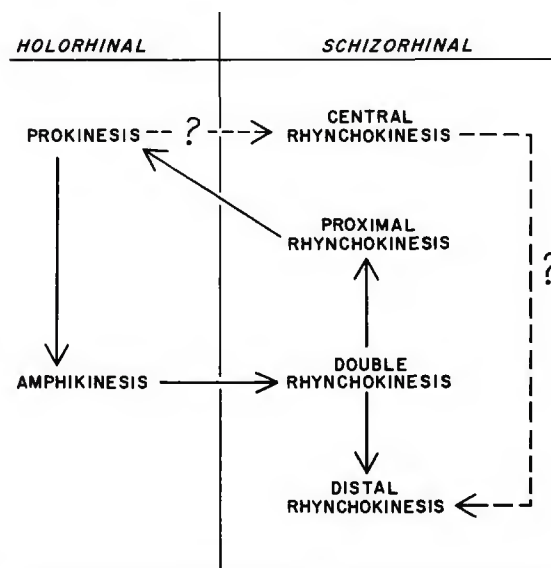 HOLORHINAL
SCHIZORHINAL
PROKINESIS
?
CENTRAL
RHYNCHOKINESIS
PROXIMAL
RHYNCHOKINESIS
?
AMPHIKINESIS
DOUBLE
RHYNCHOKINESIS
DISTAL
RHYNCHOKINESIS